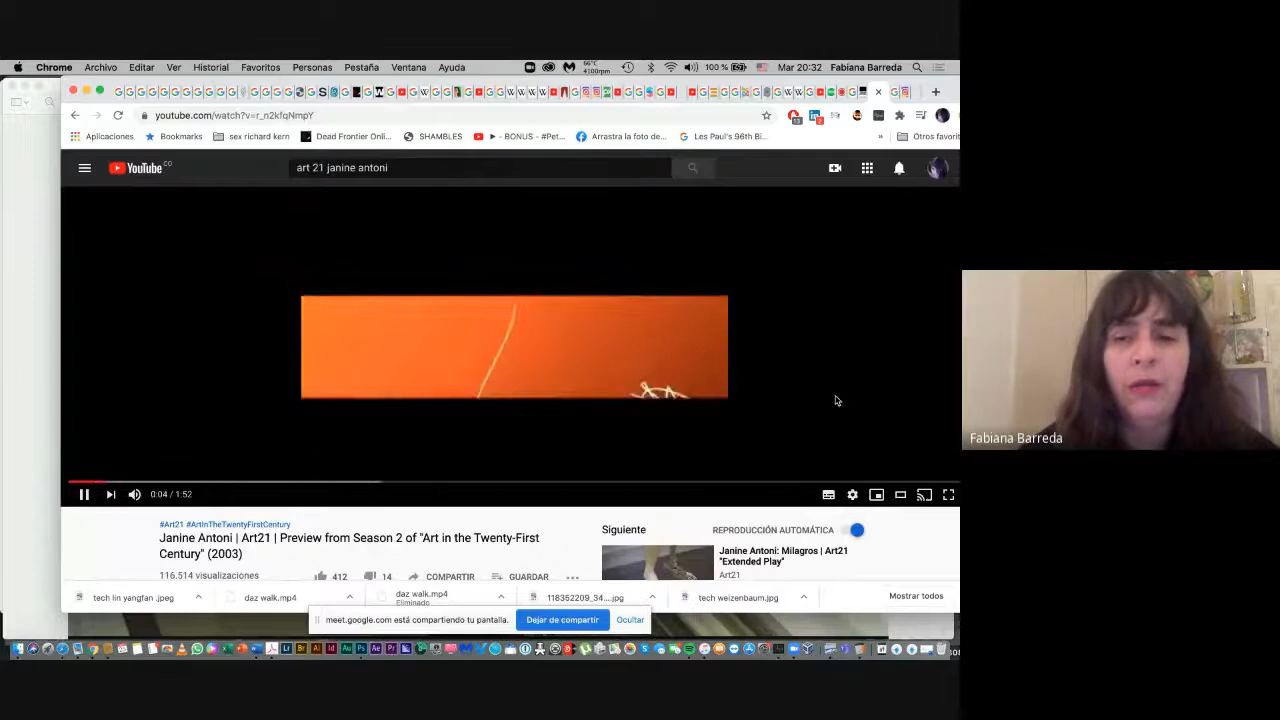 Chrome Archivo Editar Ver Historial Favoritos Personas Pestaña Ventana Ayuda
66°C
4100rpm
100 %
Mar 20:32 Fabiana Barreda
youtube.com/watch?v=r_n2kfqNmpY
Aplicaciones Bookmarks sex richard kern Dead Frontier Onli... SHAMBLES ▶ - BONUS - #Pet... Arrastra la foto de... Les Paul's 96th Bi... » Otros favorit
YouTube CO
art 21 janine antoni
0:04 / 1:52
#Art21 #ArtInTheTwentyFirstCentury
Janine Antoni | Art21 | Preview from Season 2 of "Art in the Twenty-First
Century" (2003)
116.514 visualizaciones 412 14 COMPARTIR GUARDAR
Siguiente REPRODUCCIÓN AUTOMÁTICA
Janine Antoni: Milagros | Art21
"Extended Play"
Art21
tech lin yangfan .jpeg
daz walk.mp4
daz walk.mp4
Eliminado
118352209_34....jpg
tech weizenbaum.jpg
Mostrar todos
meet.google.com está compartiendo tu pantalla. Dejar de compartir Ocultar
Fabiana Barreda